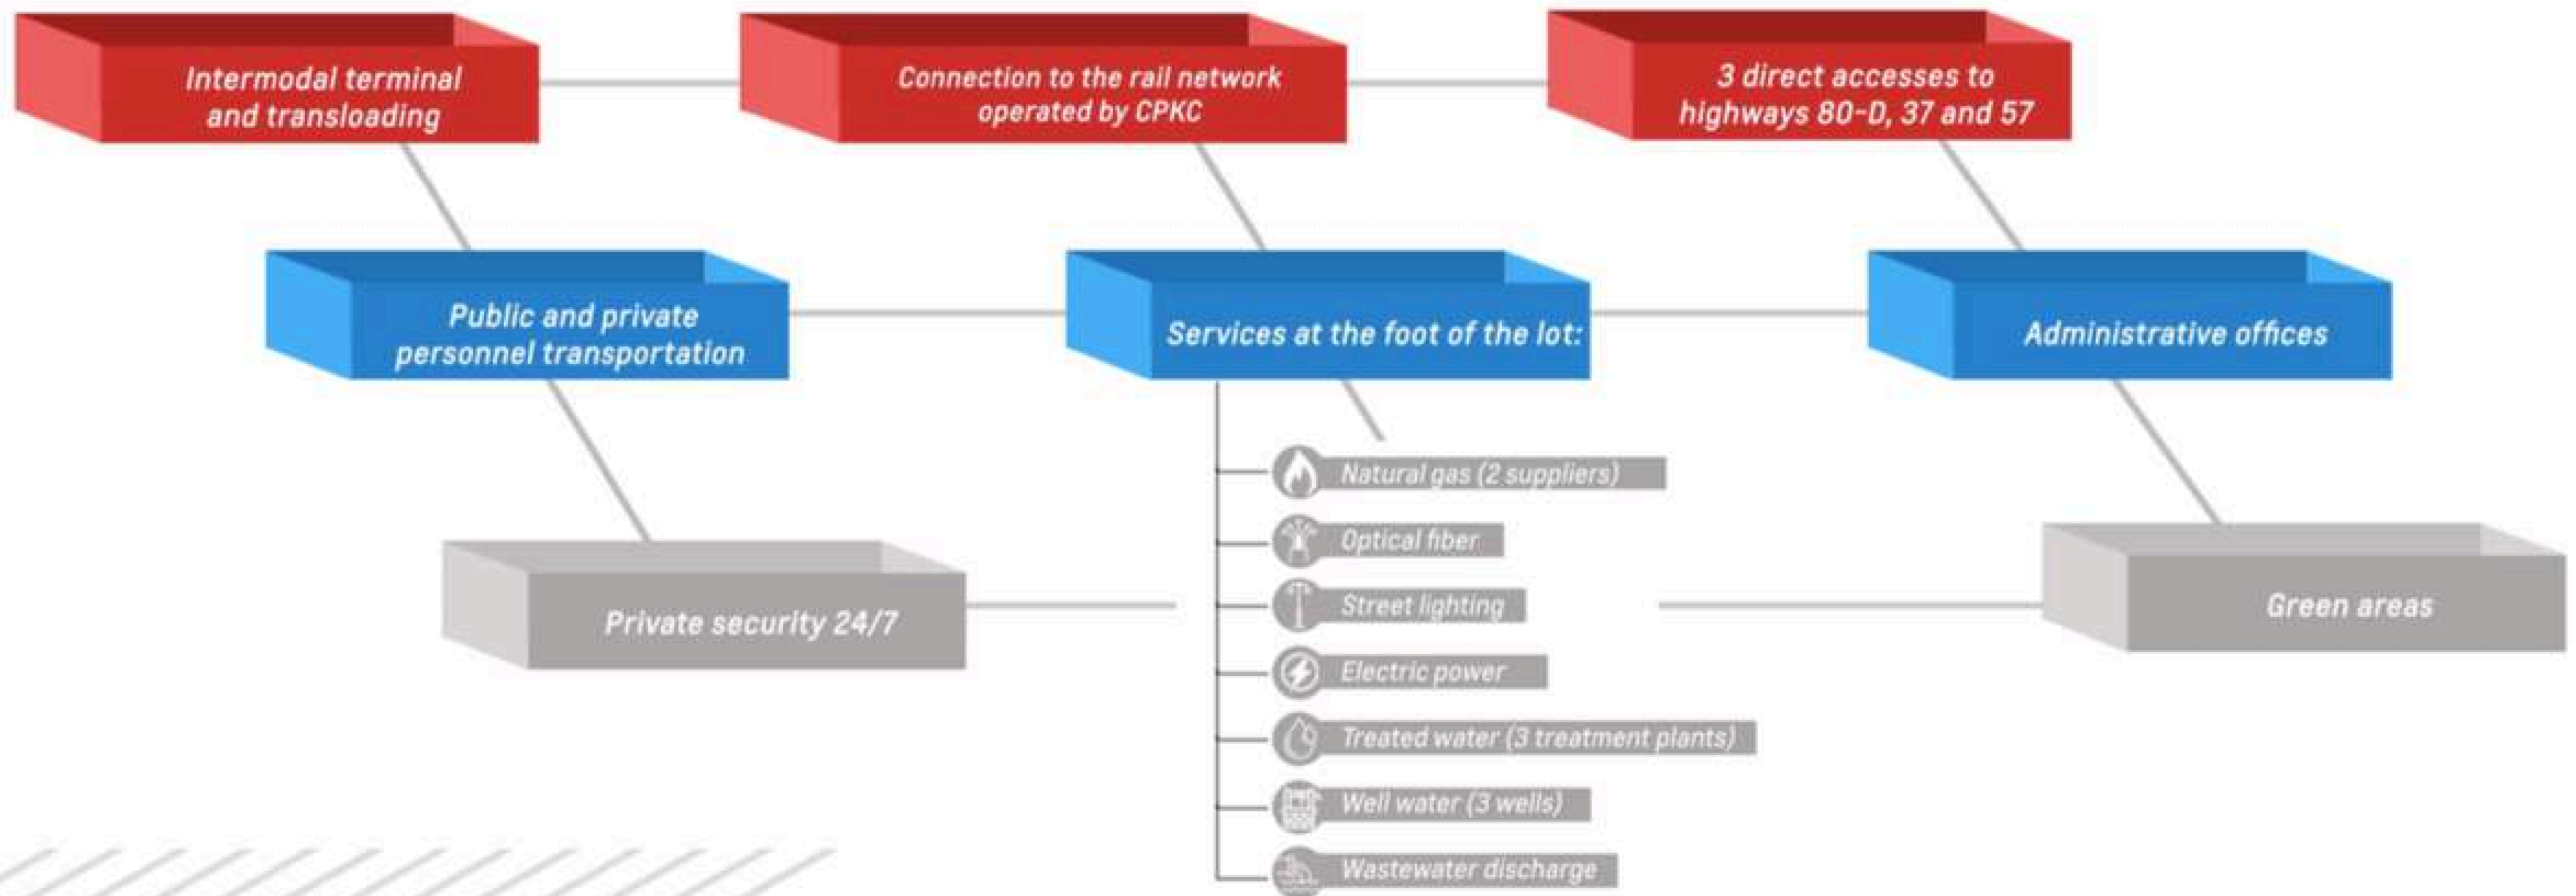 Intermodal terminal
and transloading
Connection to the rail network
operated by CPKC
3 direct accesses to
highways 80-D, 37 and 57
Public and private
personnel transportation
Services at the foot of the lot:
Administrative offices
Natural gas (2 suppliers)
Optical fiber
Street lighting
Electric power
Treated water (3 treatment plants)
Well water (3 wells)
Wastewater discharge
Private security 24/7
Green areas